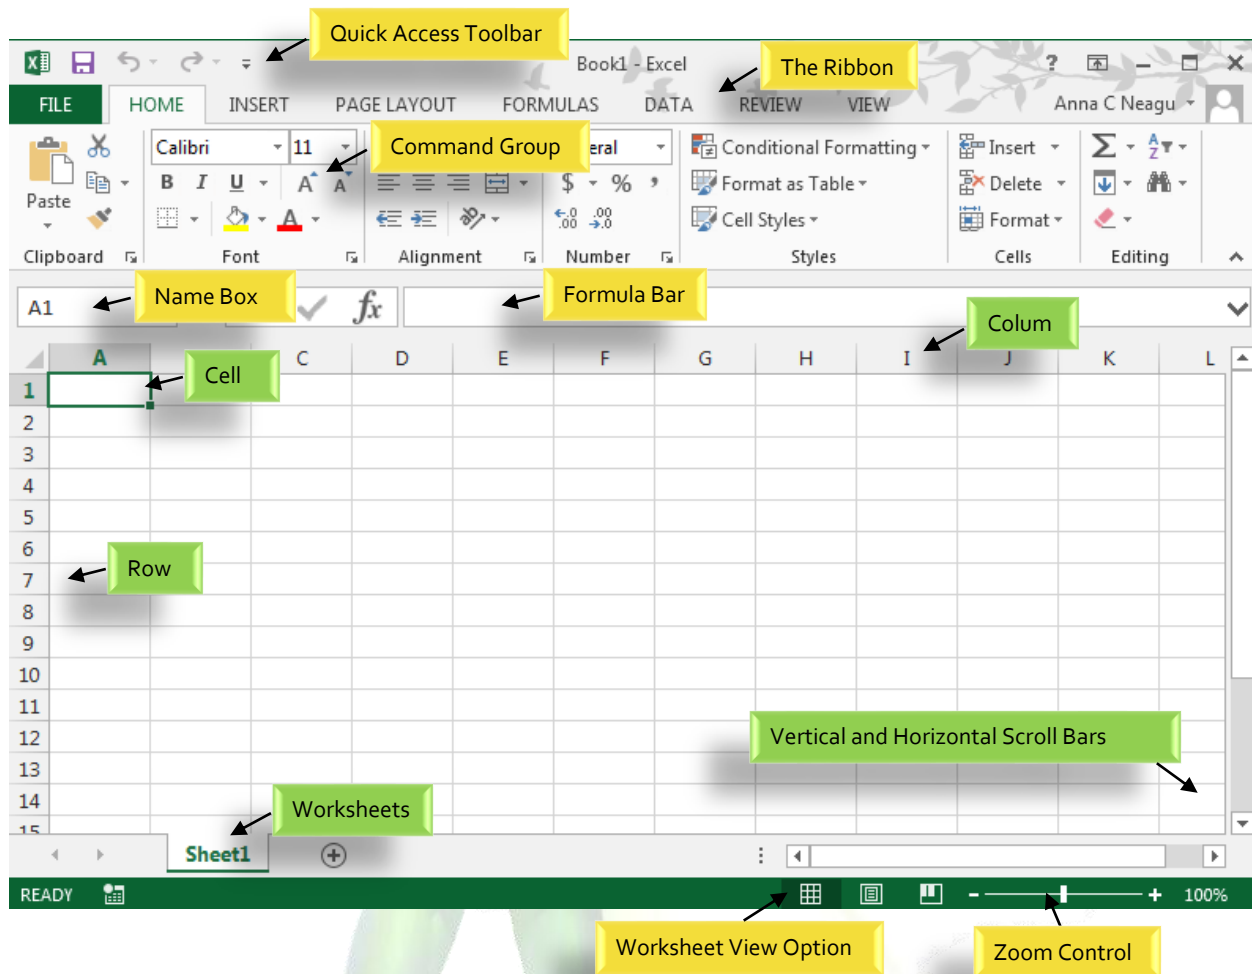 Quick Access Toolbar
Book1 - Excel
The Ribbon
?
FILE HOME INSERT PAGE LAYOUT FORMULAS DATA REVIEW VIEW Anna C Neagu
Calibri 11 Command Group eral Conditional Formatting Insert Σ A Z
Paste B I U A A $ % , Format as Table Delete
A .00 .0 Cell Styles Format
Clipboard Font Alignment Number Styles Cells Editing
A1 Name Box fx Formula Bar
Colum
A C D E F G H I J K L
Cell
1
2
3
4
5
6
Row
7
8
9
10
11
12 Vertical and Horizontal Scroll Bars
13
14 Worksheets
15
Sheet1
READY 100%
Worksheet View Option Zoom Control